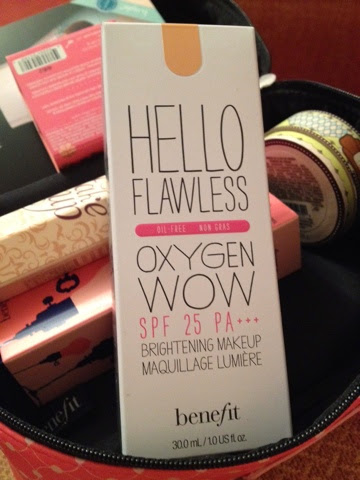 HELLO
FLAWLESS
OIL-FREE NON GRAS
OXYGEN
WOW
SPF 25 PA+++
BRIGHTENING MAKEUP
MAQUILLAGE LUMIÈRE
benefit
30.0 mL / 1.0 US fl. oz.